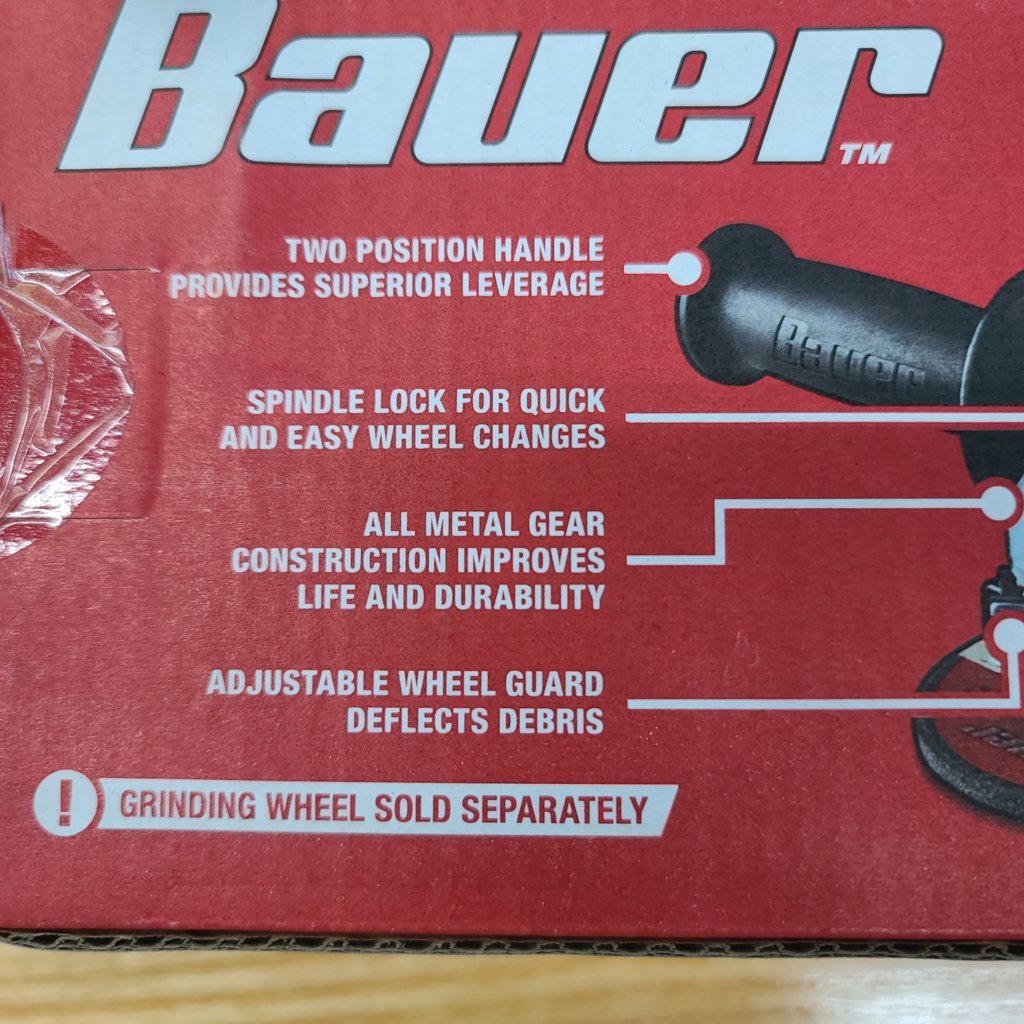 Bauer™
TWO POSITION HANDLE
PROVIDES SUPERIOR LEVERAGE
Bauer
SPINDLE LOCK FOR QUICK
AND EASY WHEEL CHANGES
ALL METAL GEAR
CONSTRUCTION IMPROVES
LIFE AND DURABILITY
ADJUSTABLE WHEEL GUARD
DEFLECTS DEBRIS
! GRINDING WHEEL SOLD SEPARATELY